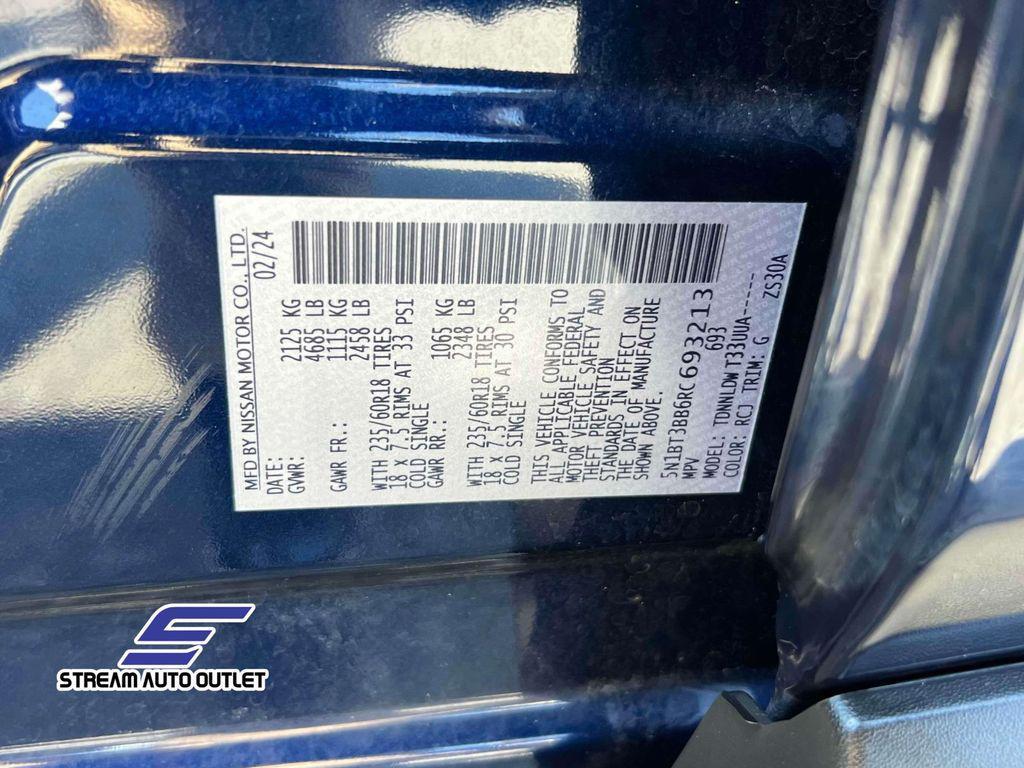 MFD BY NISSAN MOTOR CO., LTD.
DATE: 02/24
GVWR: 2125 KG
4685 LB
GAWR FR.: 1115 KG
2458 LB
WITH 235/60R18 TIRES
18 X 7.5 RIMS AT 33 PSI
COLD SINGLE
GAWR RR.: 1065 KG
2348 LB
WITH 235/60R18 TIRES
18 X 7.5 RIMS AT 30 PSI
COLD SINGLE
THIS VEHICLE CONFORMS TO
ALL APPLICABLE FEDERAL
MOTOR VEHICLE SAFETY AND
THEFT PREVENTION
STANDARDS IN EFFECT ON
THE DATE OF MANUFACTURE
SHOWN ABOVE.
5N1BT3BB6RC693213
MPV 693
MODEL: TDNNLDW T33UUA-----
COLOR: RCJ TRIM: G ZS30A
STREAM AUTO OUTLET